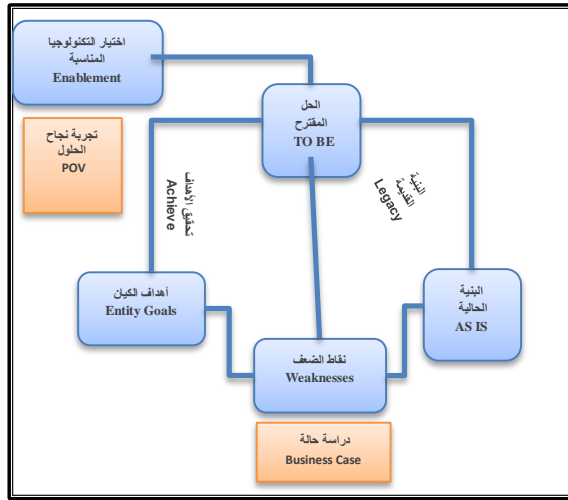 اختيار التكنولوجيا
المناسبة
Enablement
الحل
المقترح
TO BE
تجربة نجاح
الحلول
POV
تحقيق الأهداف
Achieve
البنية
القديمة
Legacy
أهداف الكيان
Entity Goals
البنية
الحالية
AS IS
نقاط الضعف
Weaknesses
دراسة حالة
Business Case